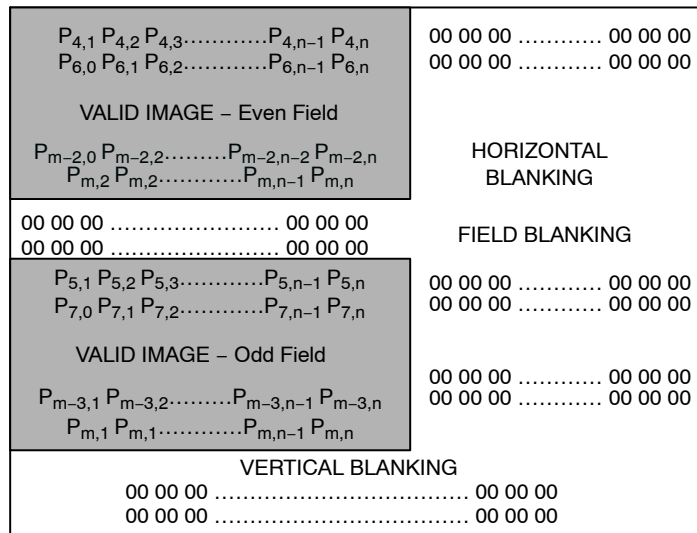 P4,1 P4,2 P4,3............P4,n−1 P4,n 00 00 00 ............ 00 00 00
P6,0 P6,1 P6,2............P6,n−1 P6,n 00 00 00 ............ 00 00 00
VALID IMAGE − Even Field
Pm−2,0 Pm−2,2.........Pm−2,n−2 Pm−2,n
Pm,2 Pm,2............Pm,n−1 Pm,n
HORIZONTAL
BLANKING
00 00 00 ........................ 00 00 00
00 00 00 ........................ 00 00 00
FIELD BLANKING
P5,1 P5,2 P5,3............P5,n−1 P5,n 00 00 00 ............ 00 00 00
P7,0 P7,1 P7,2............P7,n−1 P7,n 00 00 00 ............ 00 00 00
VALID IMAGE − Odd Field
Pm−3,1 Pm−3,2.........Pm−3,n−1 Pm−3,n 00 00 00 ............ 00 00 00
Pm,1 Pm,1............Pm,n−1 Pm,n 00 00 00 ............ 00 00 00
VERTICAL BLANKING
00 00 00 .................................... 00 00 00
00 00 00 .................................... 00 00 00